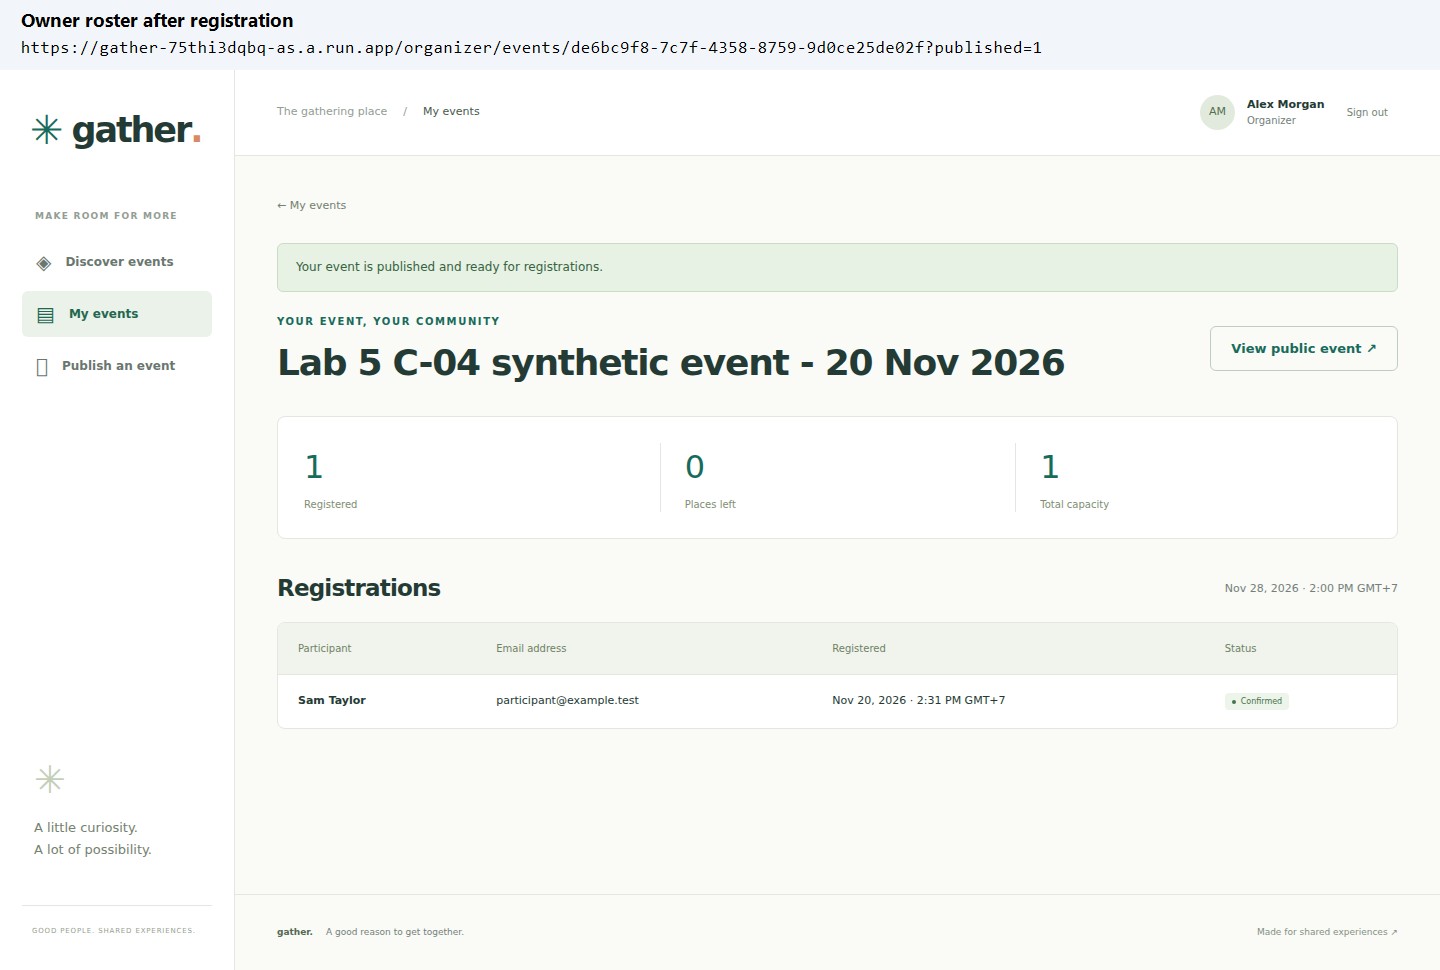 Owner roster after registration
https://gather-75thi3dqbq-as.a.run.app/organizer/events/de6bc9f8-7c7f-4358-8759-9d0ce25de02f?published=1
gather.
MAKE ROOM FOR MORE
Discover events
My events
Publish an event
A little curiosity.
A lot of possibility.
GOOD PEOPLE. SHARED EXPERIENCES.
The gathering place / My events
AM
Alex Morgan
Organizer
Sign out
← My events
Your event is published and ready for registrations.
YOUR EVENT, YOUR COMMUNITY
Lab 5 C-04 synthetic event - 20 Nov 2026
View public event ↗
1
Registered
0
Places left
1
Total capacity
Registrations
Nov 28, 2026 · 2:00 PM GMT+7
Participant Email address Registered Status
Sam Taylor participant@example.test Nov 20, 2026 · 2:31 PM GMT+7 Confirmed
gather. A good reason to get together.
Made for shared experiences ↗